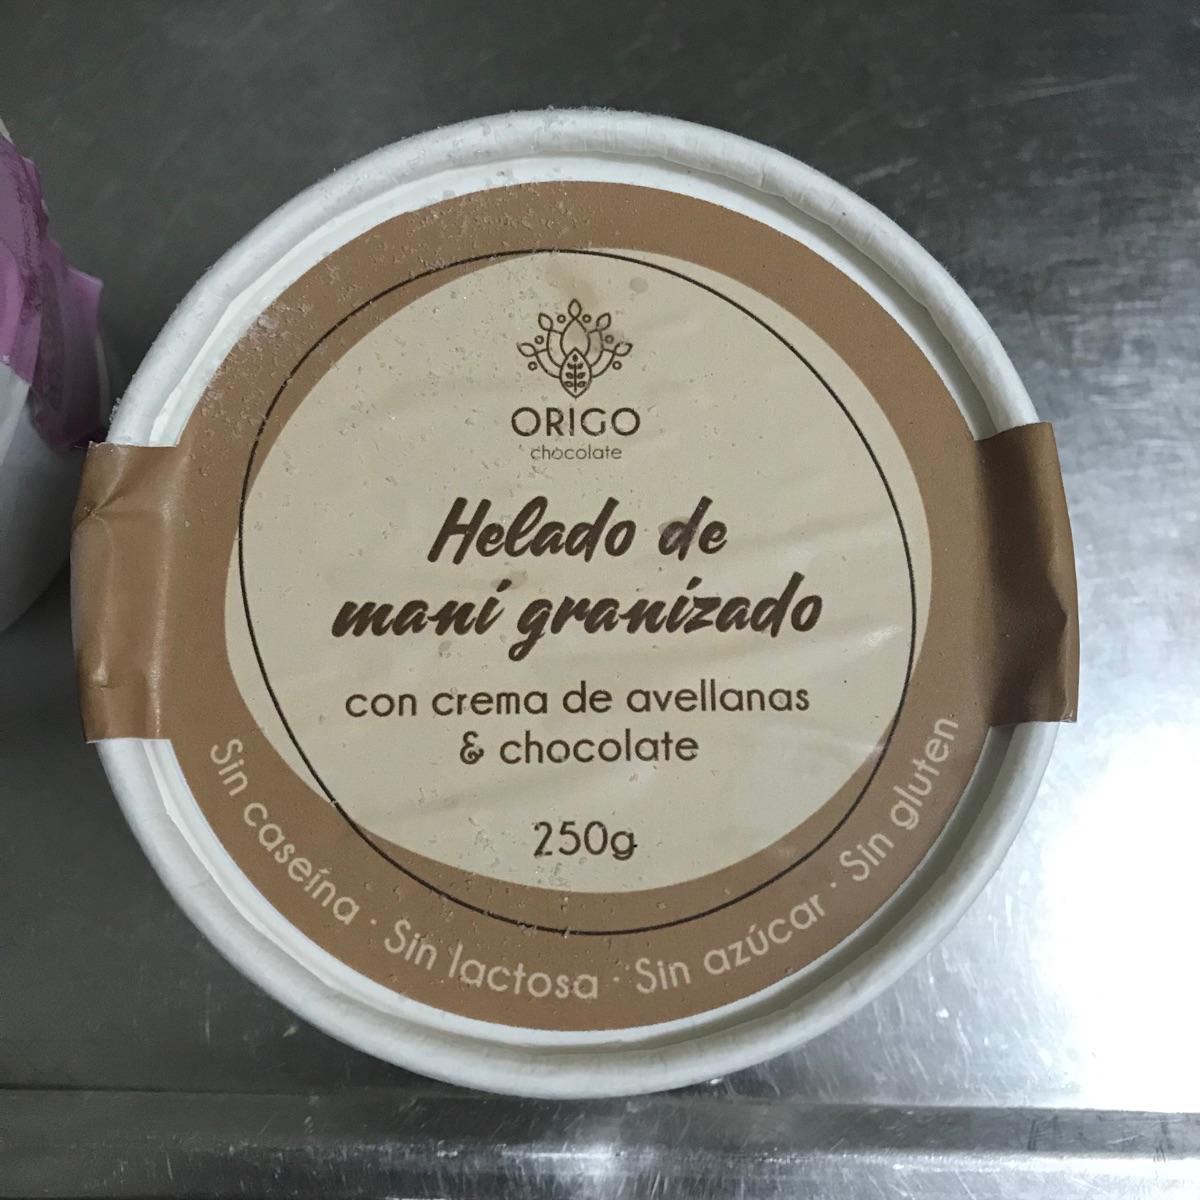 ORIGO
chocolate
Helado de
maní granizado
con crema de avellanas
& chocolate
250g
Sin caseína · Sin lactosa · Sin azúcar · Sin gluten